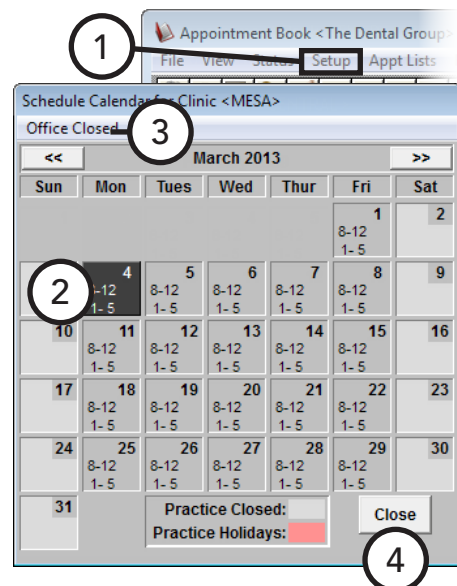 1
Appointment Book <The Dental Group>
File View Status Setup Appt Lists
Schedule Calendar for Clinic <MESA>
Office Closed
3
<< March 2013 >>
Sun Mon Tues Wed Thur Fri Sat
1 2
8-12
1- 5
2
4 5 6 7 8 9
8-12 8-12 8-12 8-12 8-12
1- 5 1- 5 1- 5 1- 5 1- 5
10 11 12 13 14 15 16
8-12 8-12 8-12 8-12 8-12
1- 5 1- 5 1- 5 1- 5 1- 5
17 18 19 20 21 22 23
8-12 8-12 8-12 8-12 8-12
1- 5 1- 5 1- 5 1- 5 1- 5
24 25 26 27 28 29 30
8-12 8-12 8-12 8-12 8-12
1- 5 1- 5 1- 5 1- 5 1- 5
31
Practice Closed:
Practice Holidays:
Close
4